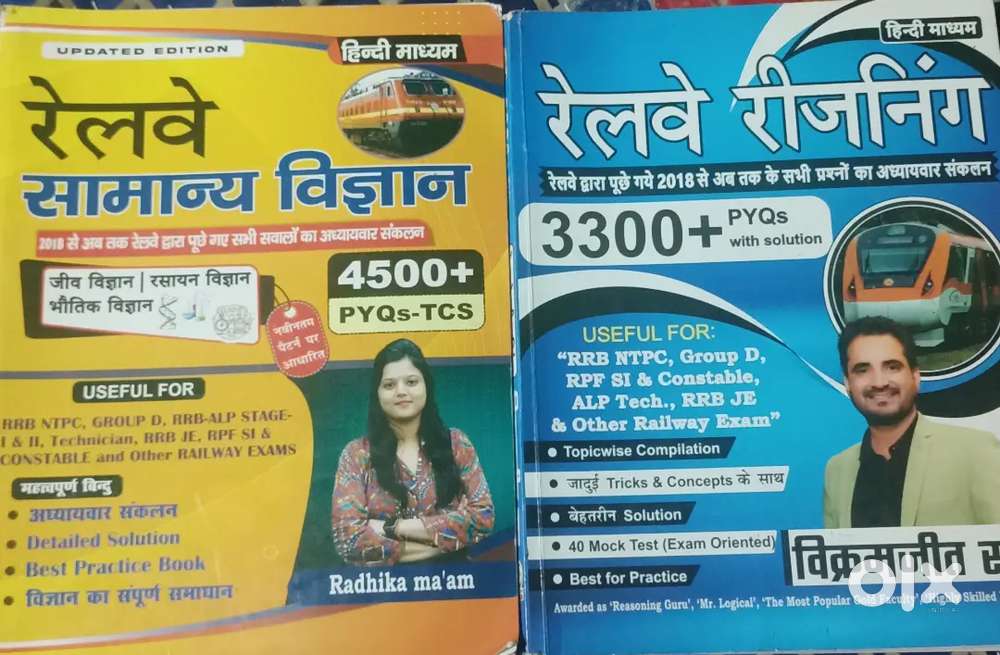 UPDATED EDITION
हिन्दी माध्यम
रेलवे
सामान्य विज्ञान
2018 से अब तक रेलवे द्वारा पूछे गए सभी सवालों का अध्यायवार संकलन
जीव विज्ञान | रसायन विज्ञान
भौतिक विज्ञान
4500+
PYQs-TCS
नवीनतम
पैटर्न पर
आधारित
USEFUL FOR
RRB NTPC, GROUP D, RRB-ALP STAGE-
I & II, Technician, RRB JE, RPF SI &
CONSTABLE and Other RAILWAY EXAMS
महत्वपूर्ण बिन्दु
• अध्यायवार संकलन
• Detailed Solution
• Best Practice Book
• विज्ञान का संपूर्ण समाधान
Radhika ma'am
हिन्दी माध्यम
रेलवे रीजनिंग
रेलवे द्वारा पूछे गये 2018 से अब तक के सभी प्रश्नों का अध्यायवार संकलन
3300+ PYQs
with solution
USEFUL FOR:
"RRB NTPC, Group D,
RPF SI & Constable,
ALP Tech., RRB JE
& Other Railway Exam"
• Topicwise Compilation
• जादुई Tricks & Concepts के साथ
• बेहतरीन Solution
• 40 Mock Test (Exam Oriented)
• Best for Practice
विक्रमजीत
Awarded as 'Reasoning Guru', 'Mr. Logical', 'The Most Popular Gold Faculty' 'Highly Skilled
olx
INDIA